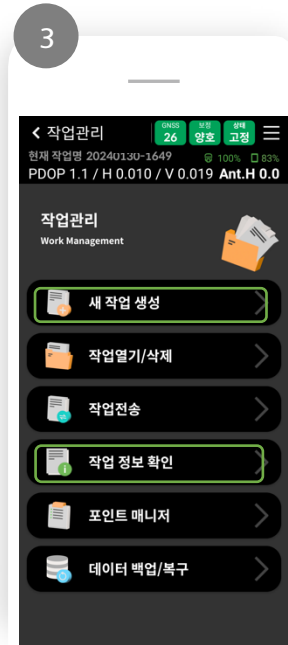 3
작업관리
GNSS 26 보정 양호 상태 고정
현재 작업명 20240130-1649 100% 83%
PDOP 1.1 / H 0.010 / V 0.019 Ant.H 0.0
작업관리
Work Management
새 작업 생성
작업열기/삭제
작업전송
작업 정보 확인
포인트 매니저
데이터 백업/복구